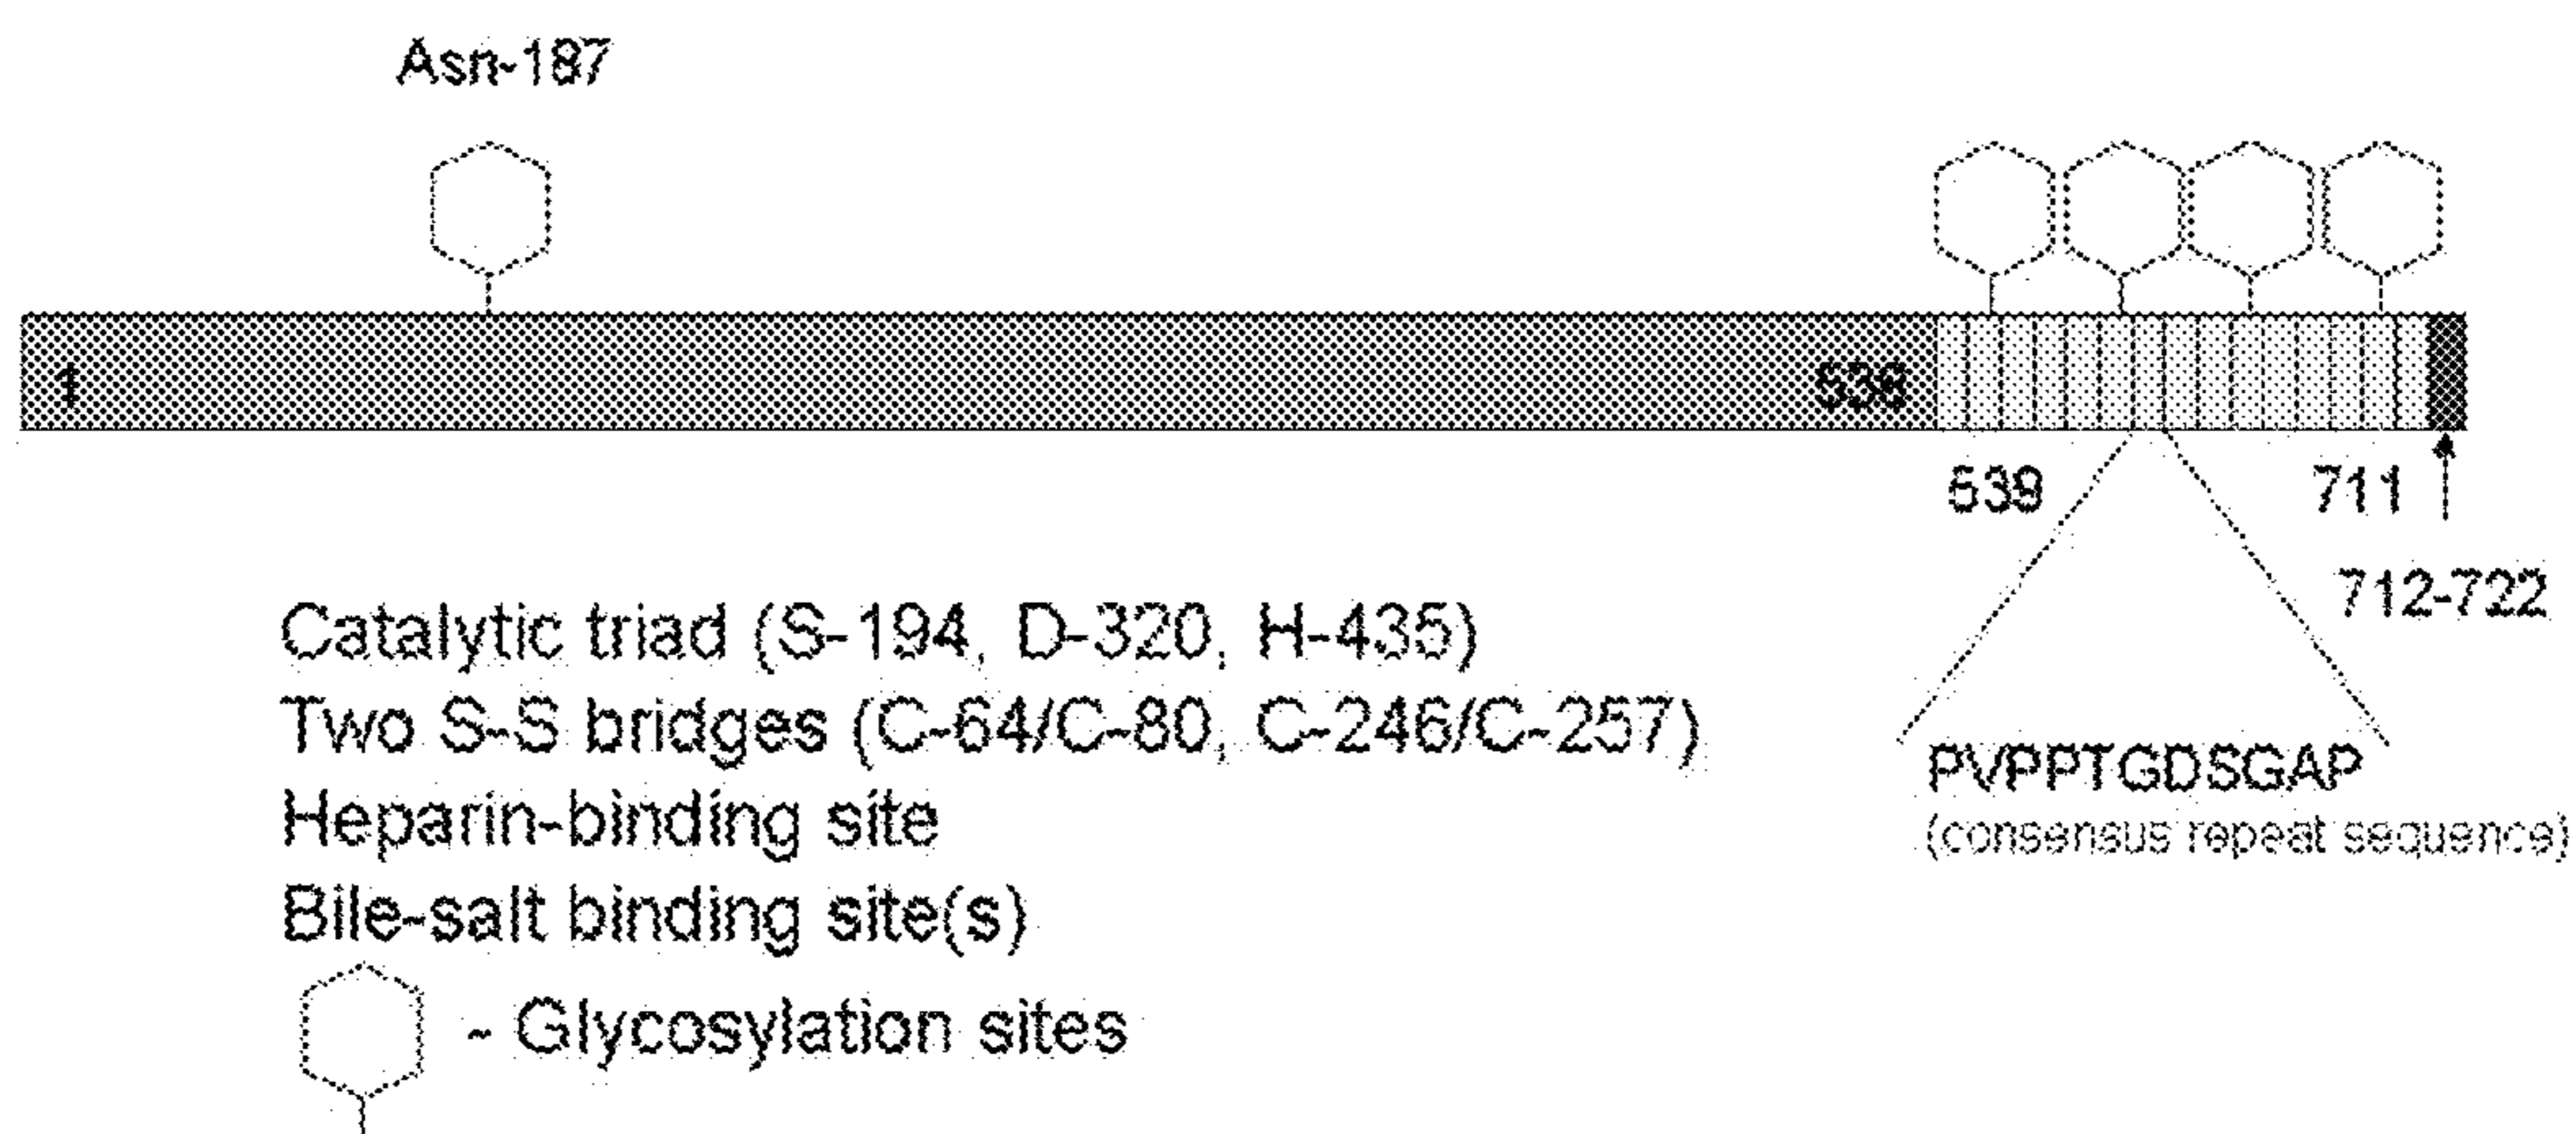 Asn-187
1
536
539
711
712-722
Catalytic triad (S-194, D-320, H-435)
Two S-S bridges (C-64/C-80, C-246/C-257)
Heparin-binding site
Bile-salt binding site(s)
- Glycosylation sites
PVPPTGDSGAP
(consensus repeat sequence)